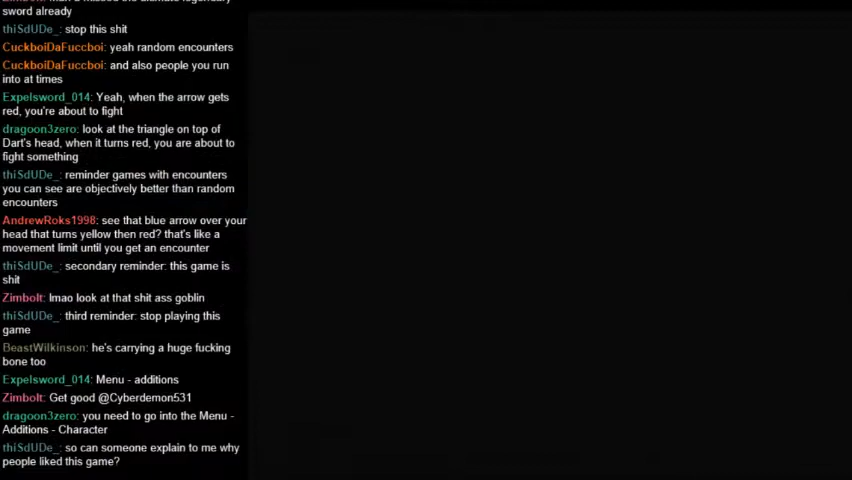 sword already
thiSdUDe_: stop this shit
CuckboiDaFuccboi: yeah random encounters
CuckboiDaFuccboi: and also people you run
into at times
Expelsword_014: Yeah, when the arrow gets
red, you're about to fight
dragoon3zero: look at the triangle on top of
Dart's head, when it turns red, you are about to
fight something
thiSdUDe_: reminder games with encounters
you can see are objectively better than random
encounters
AndrewRoks1998: see that blue arrow over your
head that turns yellow then red? that's like a
movement limit until you get an encounter
thiSdUDe_: secondary reminder: this game is
shit
Zimbolt: lmao look at that shit ass goblin
thiSdUDe_: third reminder: stop playing this
game
BeastWilkinson: he's carrying a huge fucking
bone too
Expelsword_014: Menu - additions
Zimbolt: Get good @Cyberdemon531
dragoon3zero: you need to go into the Menu -
Additions - Character
thiSdUDe_: so can someone explain to me why
people liked this game?